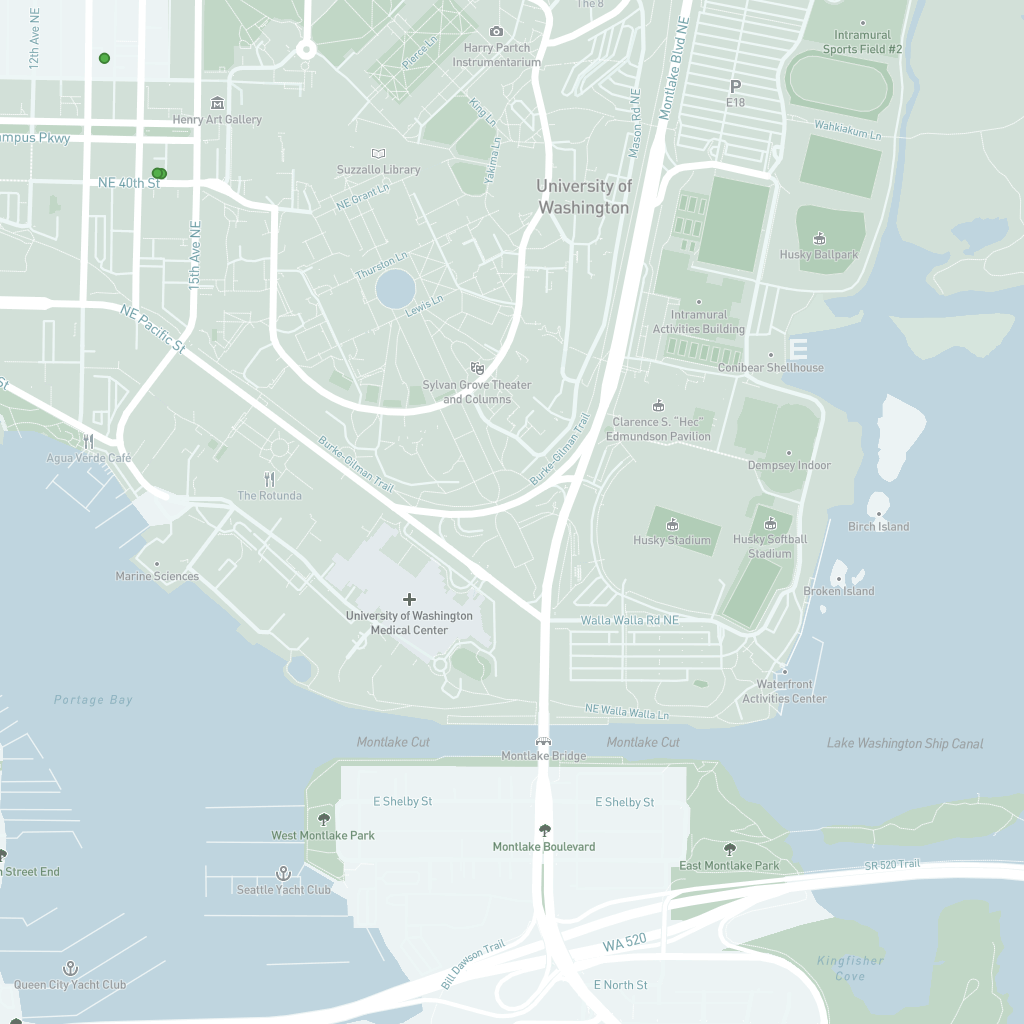 The 8
12th Ave NE
Pierce Ln
Harry Partch
Instrumentarium
Montlake Blvd NE
Intramural
Sports Field #2
P
E18
Henry Art Gallery
King Ln
Mason Rd NE
Wahkiakum Ln
ampus Pkwy
Suzzallo Library
Yakima Ln
NE 40th St
NE Grant Ln
University of
Washington
15th Ave NE
Thurston Ln
Husky Ballpark
Lewis Ln
NE Pacific St
Intramural
Activities Building
Conibear Shellhouse
St
Sylvan Grove Theater
and Columns
Clarence S. "Hec"
Edmundson Pavilion
Burke-Gilman Trail
Burke-Gilman Trail
Agua Verde Café
Dempsey Indoor
The Rotunda
Birch Island
Husky Stadium
Husky Softball
Stadium
Marine Sciences
Broken Island
University of Washington
Medical Center
Walla Walla Rd NE
Waterfront
Activities Center
Portage Bay
NE Walla Walla Ln
Montlake Cut
Montlake Cut
Lake Washington Ship Canal
Montlake Bridge
E Shelby St
E Shelby St
West Montlake Park
Montlake Boulevard
East Montlake Park
SR 520 Trail
n Street End
Seattle Yacht Club
WA 520
Bill Dawson Trail
Kingfisher
Cove
Queen City Yacht Club
E North St